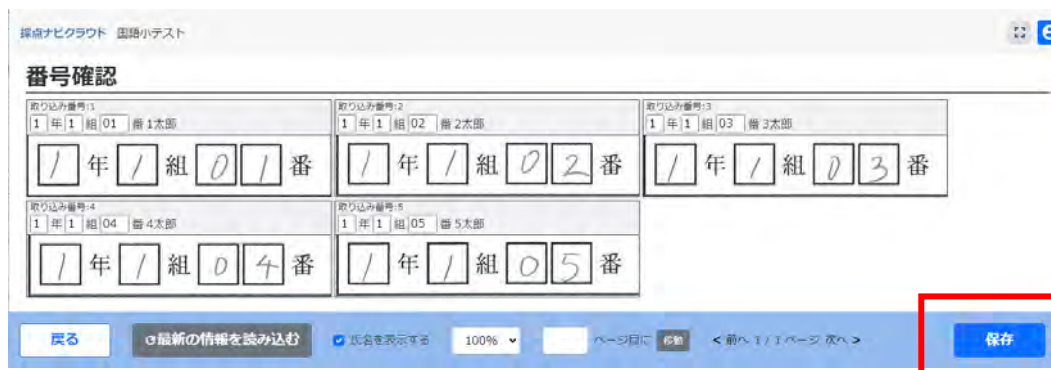 採点ナビクラウド 国語小テスト
番号確認
取り込み番号:1
1 年 1 組 01 番 1太郎
1 年 1 組 0 1 番
取り込み番号:2
1 年 1 組 02 番 2太郎
1 年 1 組 0 2 番
取り込み番号:3
1 年 1 組 03 番 3太郎
1 年 1 組 0 3 番
取り込み番号:4
1 年 1 組 04 番 4太郎
1 年 1 組 0 4 番
取り込み番号:5
1 年 1 組 05 番 5太郎
1 年 1 組 0 5 番
戻る 最新の情報を読み込む 氏名を表示する 100% ページ目に 移動 < 前へ 1 / 1 ページ 次へ > 保存